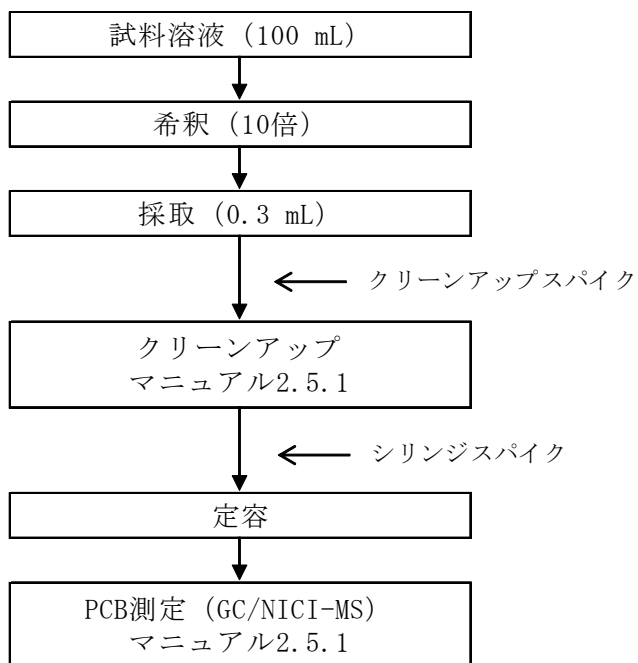 試料溶液 (100 mL)
希釈 (10倍)
採取 (0.3 mL)
クリーンアップスパイク
クリーンアップ
マニュアル2.5.1
シリンジスパイク
定容
PCB測定 (GC/NICI-MS)
マニュアル2.5.1